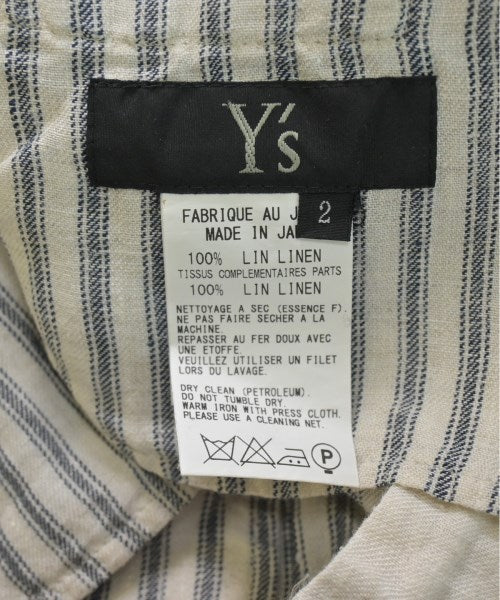 Y's
2
FABRIQUE AU J
MADE IN JA
100% LIN LINEN
TISSUS COMPLEMENTAIRES PARTS
100% LIN LINEN
NETTOYAGE A SEC (ESSENCE F).
NE PAS FAIRE SECHER A LA
MACHINE
REPASSER AU FER DOUX AVEC
UNE ETOFFE.
VEUILLEZ UTILISER UN FILET
LORS DU LAVAGE.
DRY CLEAN (PETROLEUM).
DO NOT TUMBLE DRY.
WARM IRON WITH PRESS CLOTH.
PLEASE USE A CLEANING NET.
P